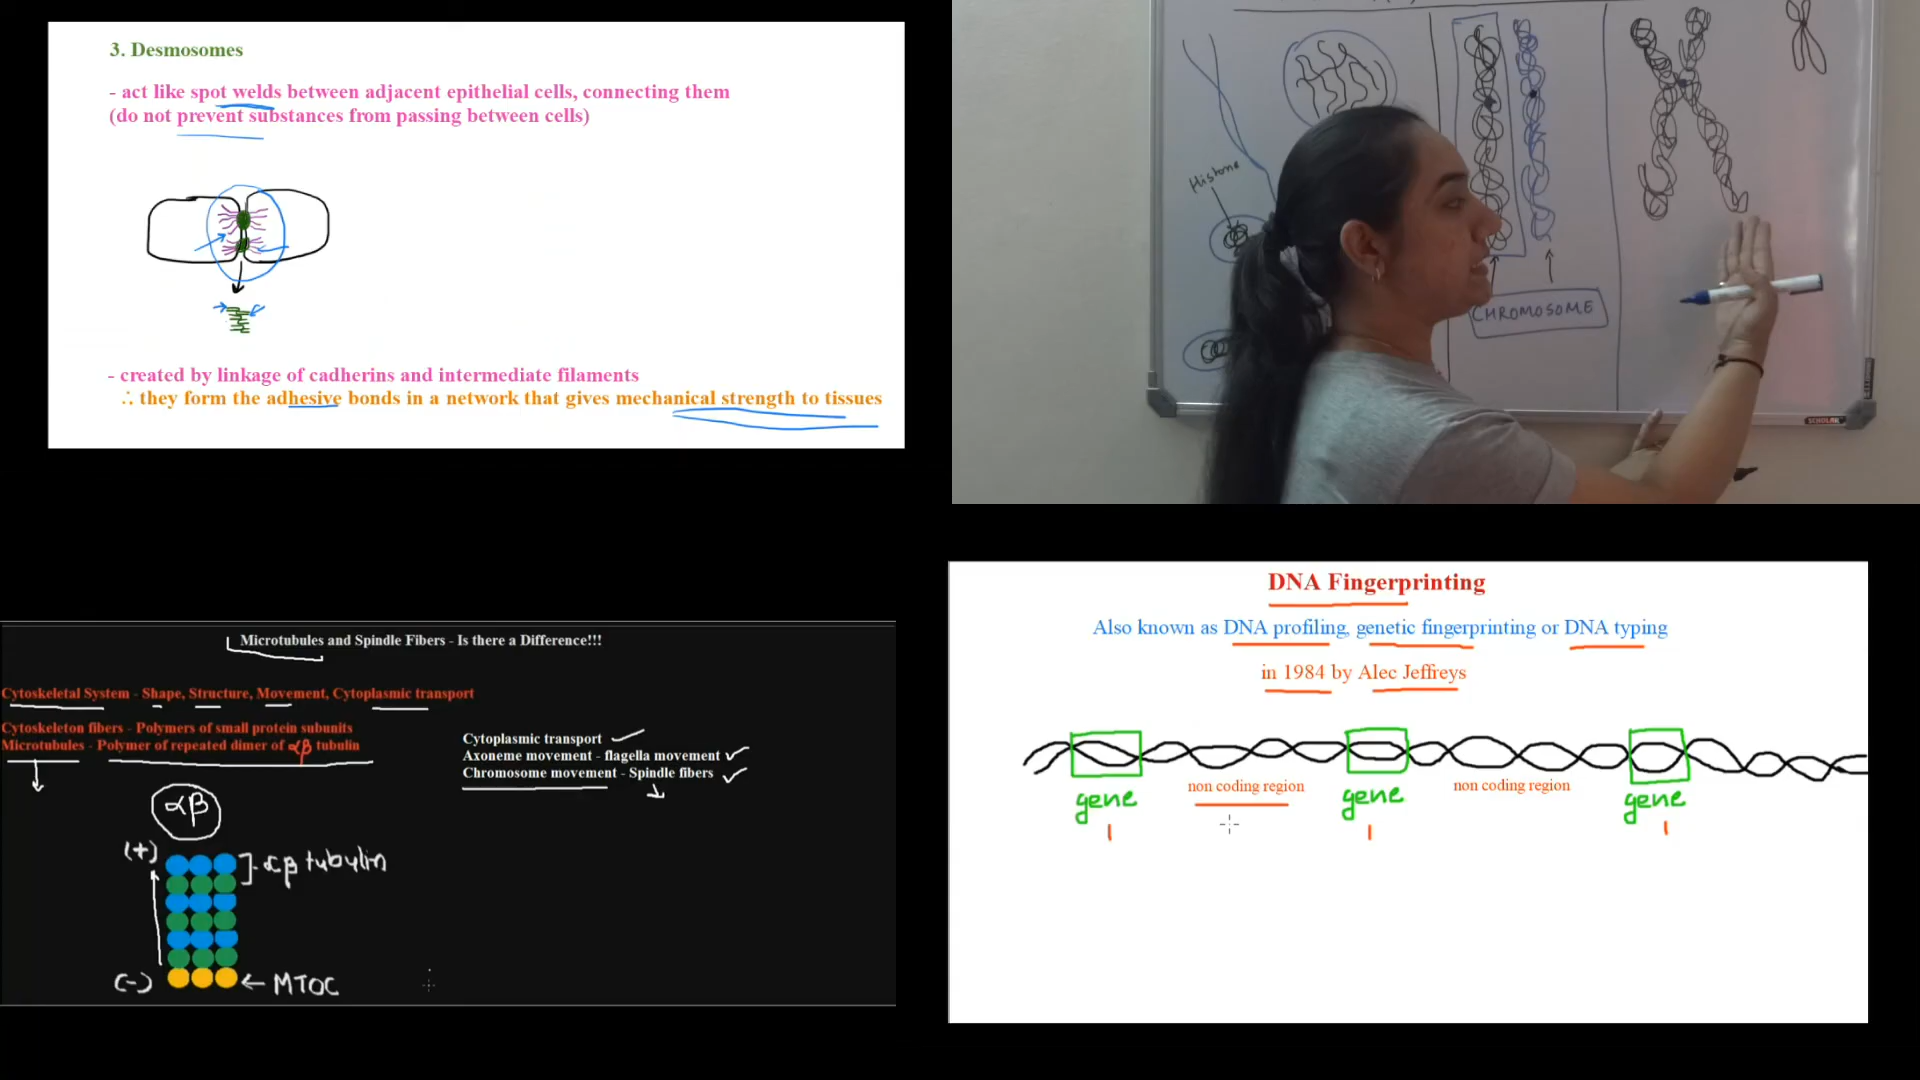 3. Desmosomes
- act like spot welds between adjacent epithelial cells, connecting them
(do not prevent substances from passing between cells)
- created by linkage of cadherins and intermediate filaments
∴ they form the adhesive bonds in a network that gives mechanical strength to tissues
Histone
CHROMOSOME
Microtubules and Spindle Fibers - Is there a Difference!!!
Cytoskeletal System - Shape, Structure, Movement, Cytoplasmic transport
Cytoskeleton fibers - Polymers of small protein subunits
Microtubules - Polymer of repeated dimer of αβ tubulin
Cytoplasmic transport
Axoneme movement - flagella movement
Chromosome movement - Spindle fibers
αβ
(+)
αβ tubulin
(-)
MTOC
DNA Fingerprinting
Also known as DNA profiling, genetic fingerprinting or DNA typing
in 1984 by Alec Jeffreys
non coding region
non coding region
gene
gene
gene